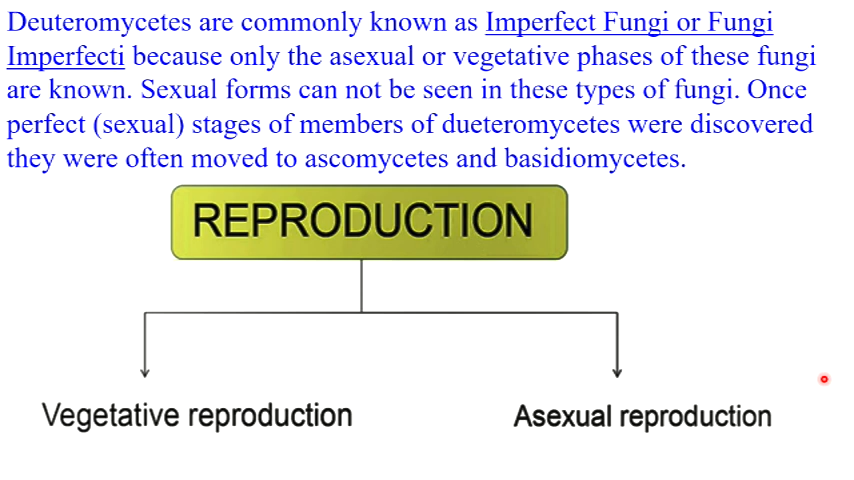 Deuteromycetes are commonly known as Imperfect Fungi or Fungi
Imperfecti because only the asexual or vegetative phases of these fungi
are known. Sexual forms can not be seen in these types of fungi. Once
perfect (sexual) stages of members of dueteromycetes were discovered
they were often moved to ascomycetes and basidiomycetes.
REPRODUCTION
Vegetative reproduction
Asexual reproduction